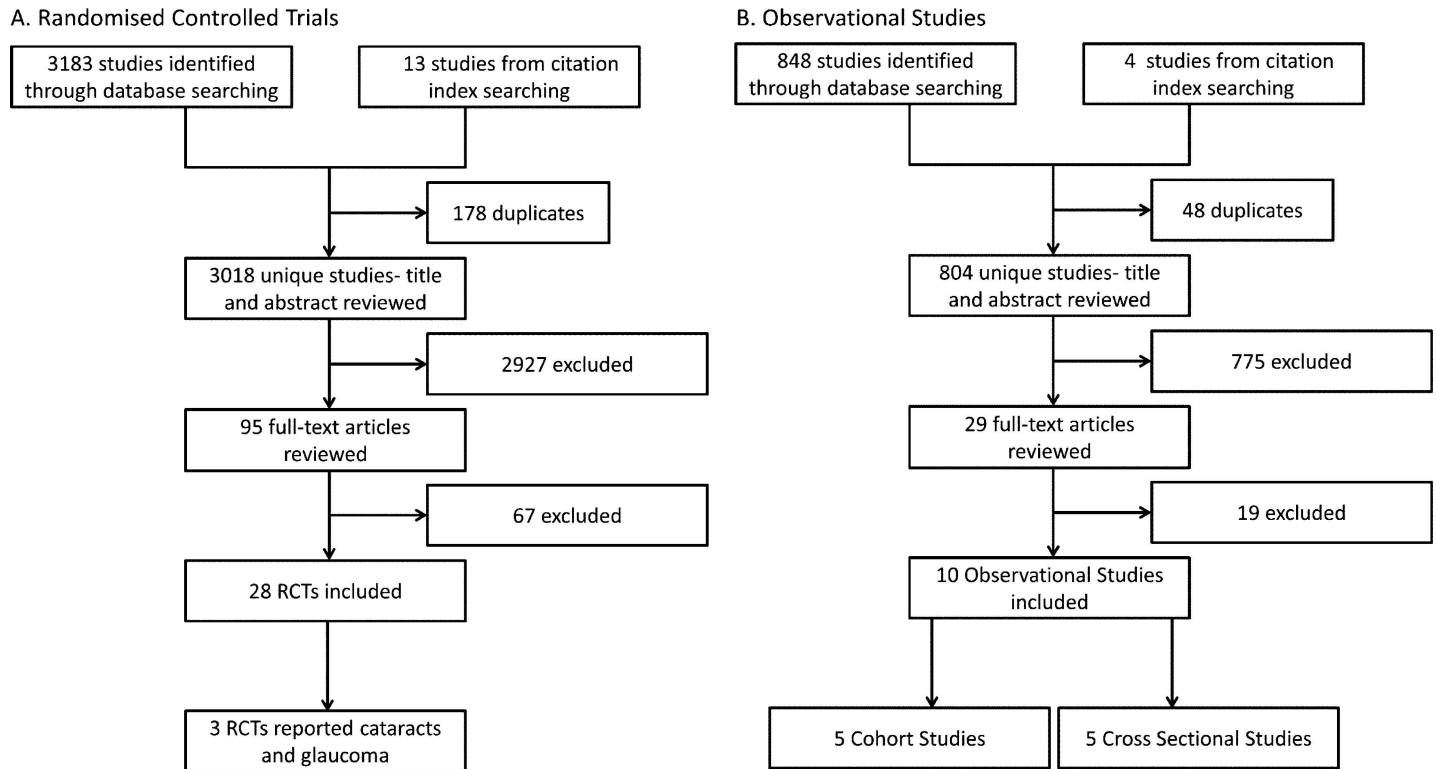 A. Randomised Controlled Trials
3183 studies identified
through database searching
13 studies from citation
index searching
178 duplicates
3018 unique studies- title
and abstract reviewed
2927 excluded
95 full-text articles
reviewed
67 excluded
28 RCTs included
3 RCTs reported cataracts
and glaucoma
B. Observational Studies
848 studies identified
through database searching
4 studies from citation
index searching
48 duplicates
804 unique studies- title
and abstract reviewed
775 excluded
29 full-text articles
reviewed
19 excluded
10 Observational Studies
included
5 Cohort Studies
5 Cross Sectional Studies